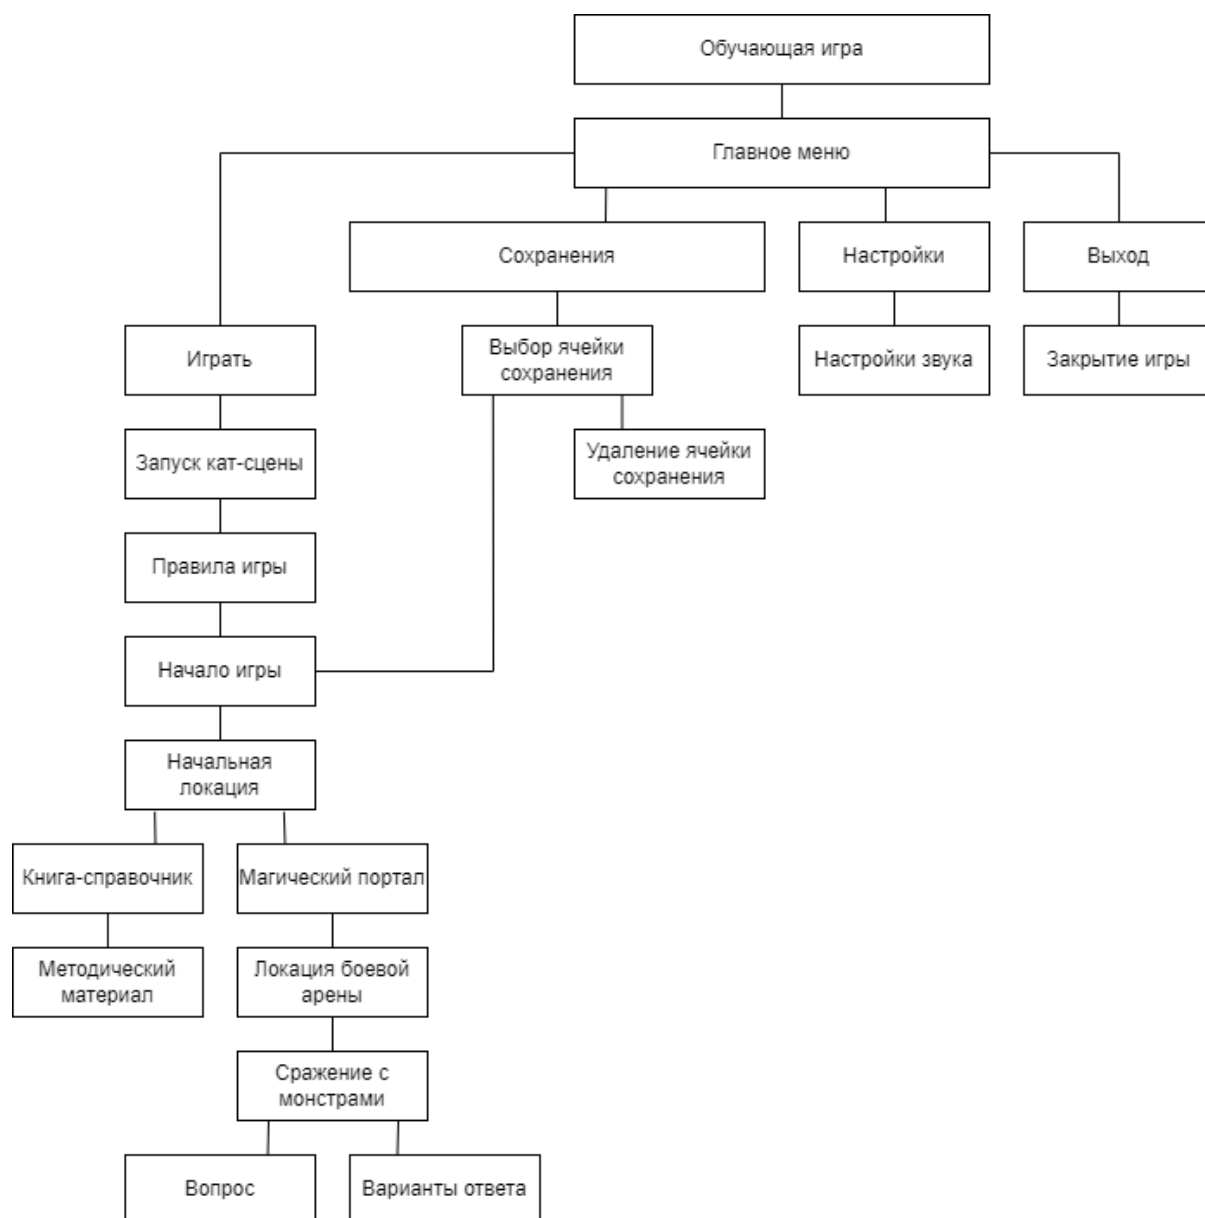 Обучающая игра
Главное меню
Сохранения
Настройки
Выход
Играть
Выбор ячейки
сохранения
Настройки звука
Закрытие игры
Запуск кат-сцены
Удаление ячейки
сохранения
Правила игры
Начало игры
Начальная
локация
Книга-справочник
Магический портал
Методический
материал
Локация боевой
арены
Сражение с
монстрами
Вопрос
Варианты ответа